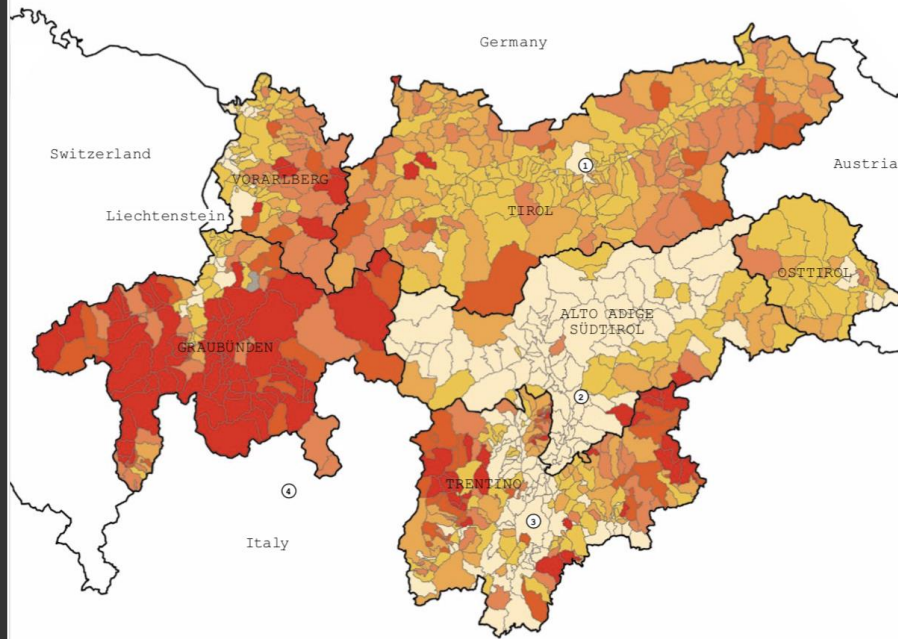 Germany
Switzerland
Austria
VORARLBERG
Liechtenstein
TIROL
OSTTIROL
ALTO ADIGE
SÜDTIROL
GRAUBÜNDEN
TRENTINO
Italy
1
2
3
4